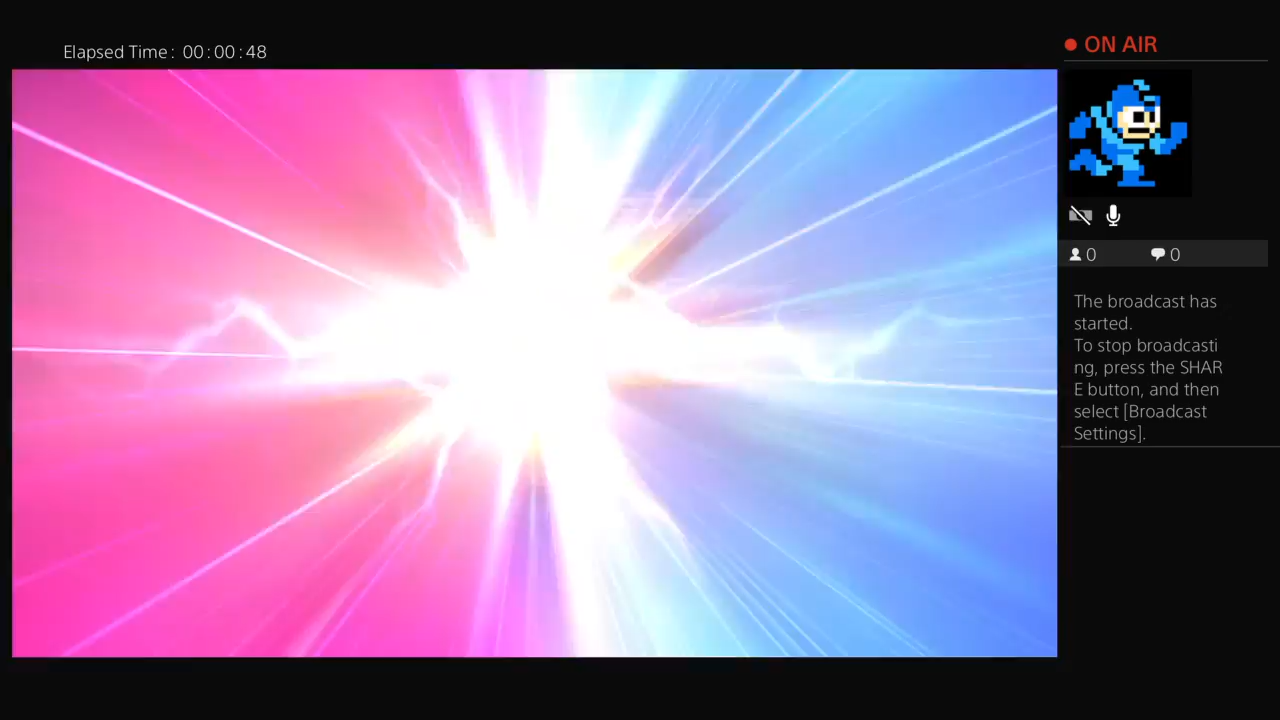 Elapsed Time: 00:00:48
ON AIR
0 0
The broadcast has
started.
To stop broadcasti
ng, press the SHAR
E button, and then
select [Broadcast
Settings].